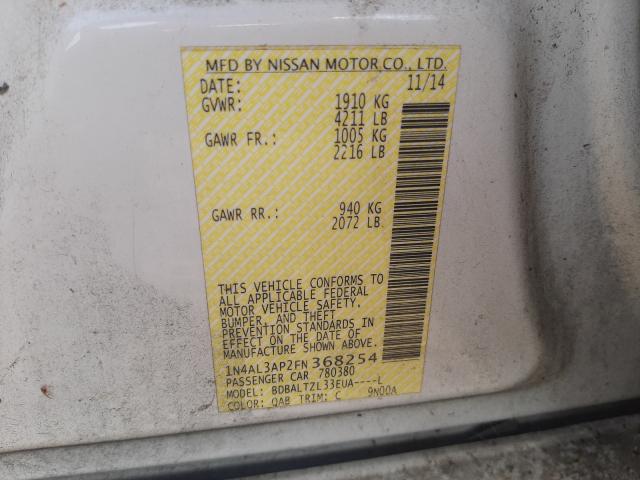 MFD BY NISSAN MOTOR CO., LTD.
DATE: 11/14
GVWR: 1910 KG
4211 LB
GAWR FR.: 1005 KG
2216 LB
GAWR RR.: 940 KG
2072 LB
THIS VEHICLE CONFORMS TO
ALL APPLICABLE FEDERAL
MOTOR VEHICLE SAFETY,
BUMPER, AND THEFT
PREVENTION STANDARDS IN
EFFECT ON THE DATE OF
MANUFACTURE SHOWN ABOVE.
1N4AL3AP2FN368254
PASSENGER CAR 780380
MODEL: BDBALTZL33EUA----L
COLOR: QAB TRIM: C 9N00A